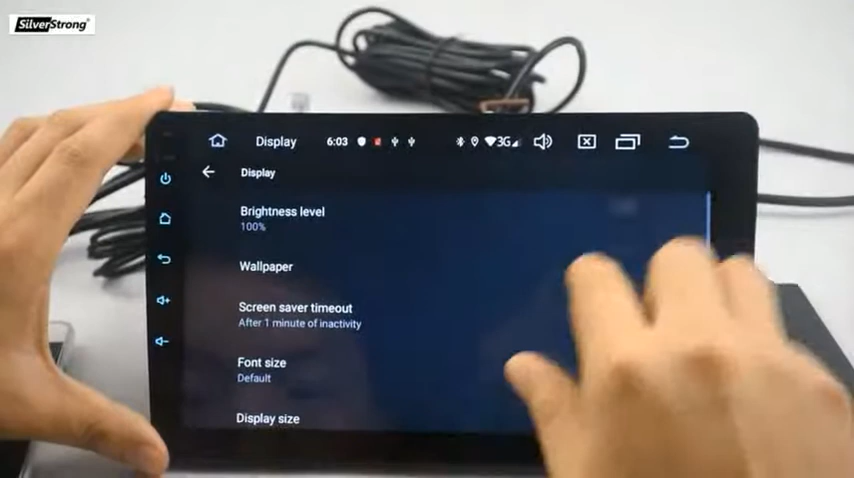 SilverStrong®
Display
6:03
3G
Display
Brightness level
100%
Wallpaper
Screen saver timeout
After 1 minute of inactivity
Font size
Default
Display size